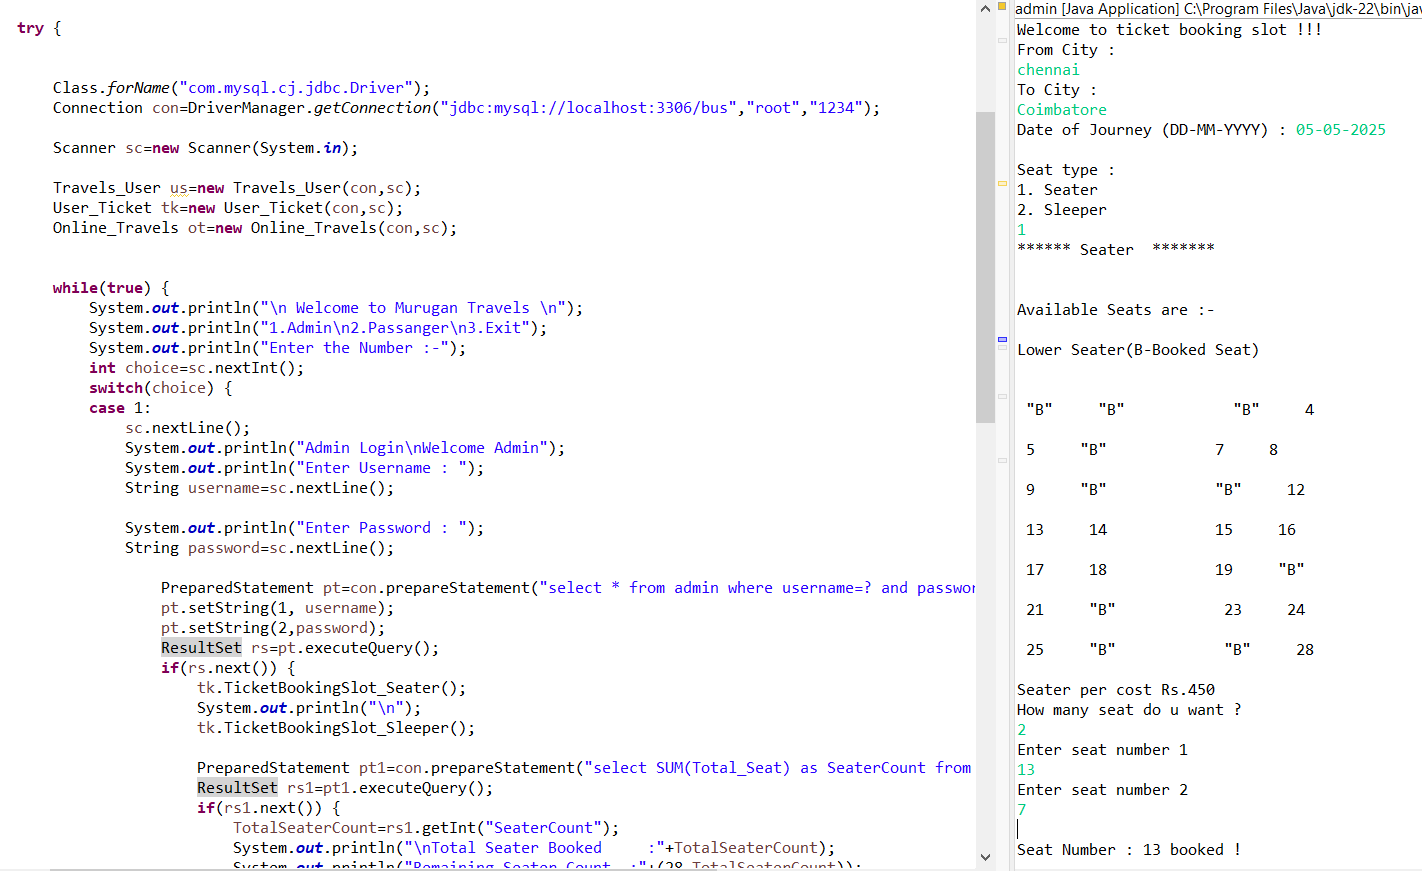 try {
Class.forName("com.mysql.cj.jdbc.Driver");
Connection con=DriverManager.getConnection("jdbc:mysql://localhost:3306/bus","root","1234");
Scanner sc=new Scanner(System.in);
Travels_User us=new Travels_User(con,sc);
User_Ticket tk=new User_Ticket(con,sc);
Online_Travels ot=new Online_Travels(con,sc);
while(true) {
System.out.println("\n Welcome to Murugan Travels \n");
System.out.println("1.Admin\n2.Passanger\n3.Exit");
System.out.println("Enter the Number :-");
int choice=sc.nextInt();
switch(choice) {
case 1:
sc.nextLine();
System.out.println("Admin Login\nWelcome Admin");
System.out.println("Enter Username : ");
String username=sc.nextLine();
System.out.println("Enter Password : ");
String password=sc.nextLine();
PreparedStatement pt=con.prepareStatement("select * from admin where username=? and passwor
pt.setString(1, username);
pt.setString(2,password);
ResultSet rs=pt.executeQuery();
if(rs.next()) {
tk.TicketBookingSlot_Seater();
System.out.println("\n");
tk.TicketBookingSlot_Sleeper();
PreparedStatement pt1=con.prepareStatement("select SUM(Total_Seat) as SeaterCount from
ResultSet rs1=pt1.executeQuery();
if(rs1.next()) {
TotalSeaterCount=rs1.getInt("SeaterCount");
System.out.println("\nTotal Seater Booked     :"+TotalSeaterCount);
System.out.println("Remaining Seater Count  :"+(28-TotalSeaterCount));
admin [Java Application] C:\Program Files\Java\jdk-22\bin\jav
Welcome to ticket booking slot !!!
From City :
chennai
To City :
Coimbatore
Date of Journey (DD-MM-YYYY) : 05-05-2025
Seat type :
1. Seater
2. Sleeper
1
****** Seater  *******
Available Seats are :-
Lower Seater(B-Booked Seat)
"B" "B" "B" 4
5 "B" 7 8
9 "B" "B" 12
13 14 15 16
17 18 19 "B"
21 "B" 23 24
25 "B" "B" 28
Seater per cost Rs.450
How many seat do u want ?
2
Enter seat number 1
13
Enter seat number 2
7
Seat Number : 13 booked !